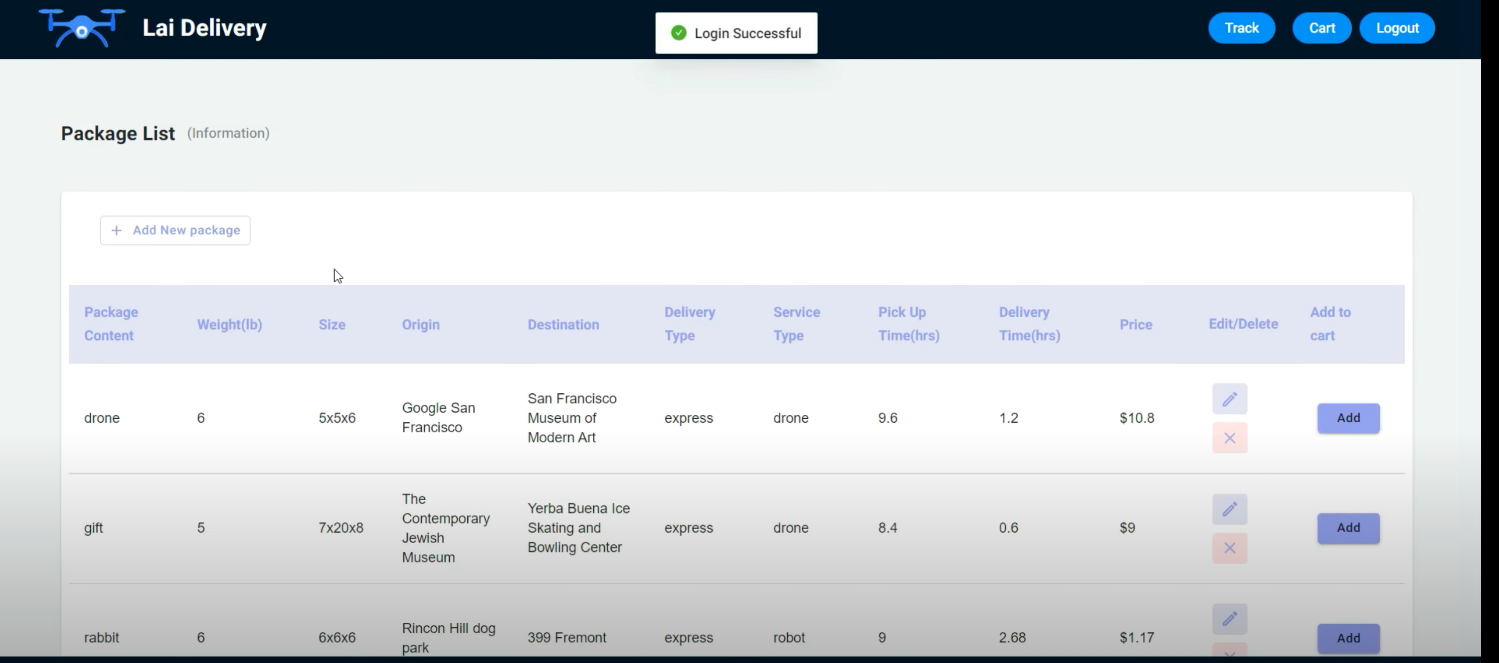 Lai Delivery
Login Successful
Track
Cart
Logout
Package List (Information)
+ Add New package
Package Content
Weight(lb)
Size
Origin
Destination
Delivery Type
Service Type
Pick Up Time(hrs)
Delivery Time(hrs)
Price
Edit/Delete
Add to cart
drone
6
5x5x6
Google San
Francisco
San Francisco
Museum of
Modern Art
express
drone
9.6
1.2
$10.8
Add
gift
5
7x20x8
The
Contemporary
Jewish
Museum
Yerba Buena Ice
Skating and
Bowling Center
express
drone
8.4
0.6
$9
Add
rabbit
6
6x6x6
Rincon Hill dog
park
399 Fremont
express
robot
9
2.68
$1.17
Add